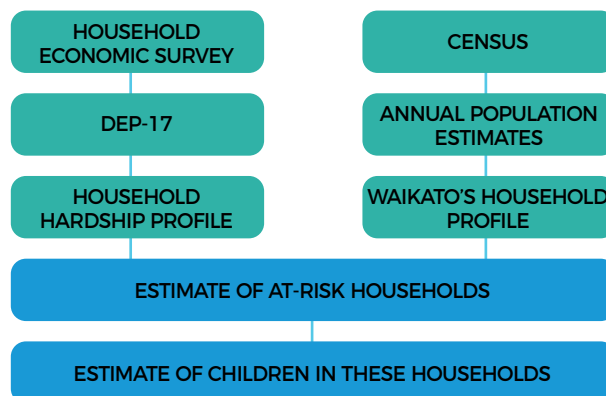 HOUSEHOLD
ECONOMIC SURVEY
CENSUS
DEP-17
ANNUAL POPULATION
ESTIMATES
HOUSEHOLD
HARDSHIP PROFILE
WAIKATO’S HOUSEHOLD
PROFILE
ESTIMATE OF AT-RISK HOUSEHOLDS
ESTIMATE OF CHILDREN IN THESE HOUSEHOLDS